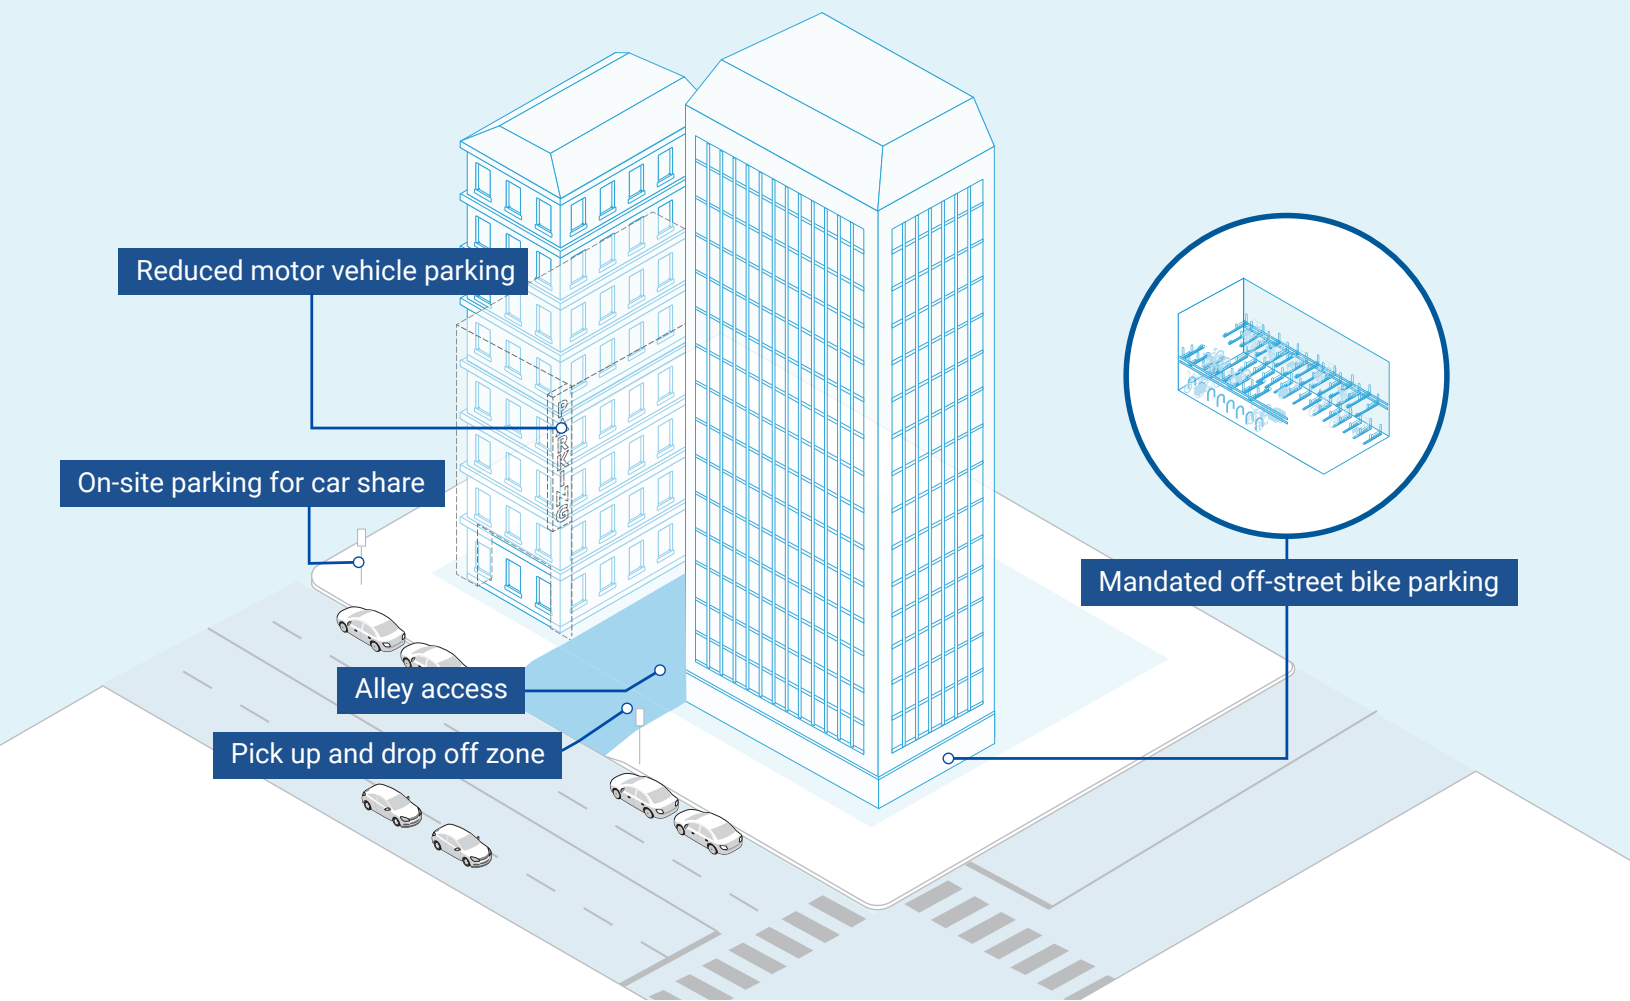 Reduced motor vehicle parking
PARKING
On-site parking for car share
Mandated off-street bike parking
Alley access
Pick up and drop off zone